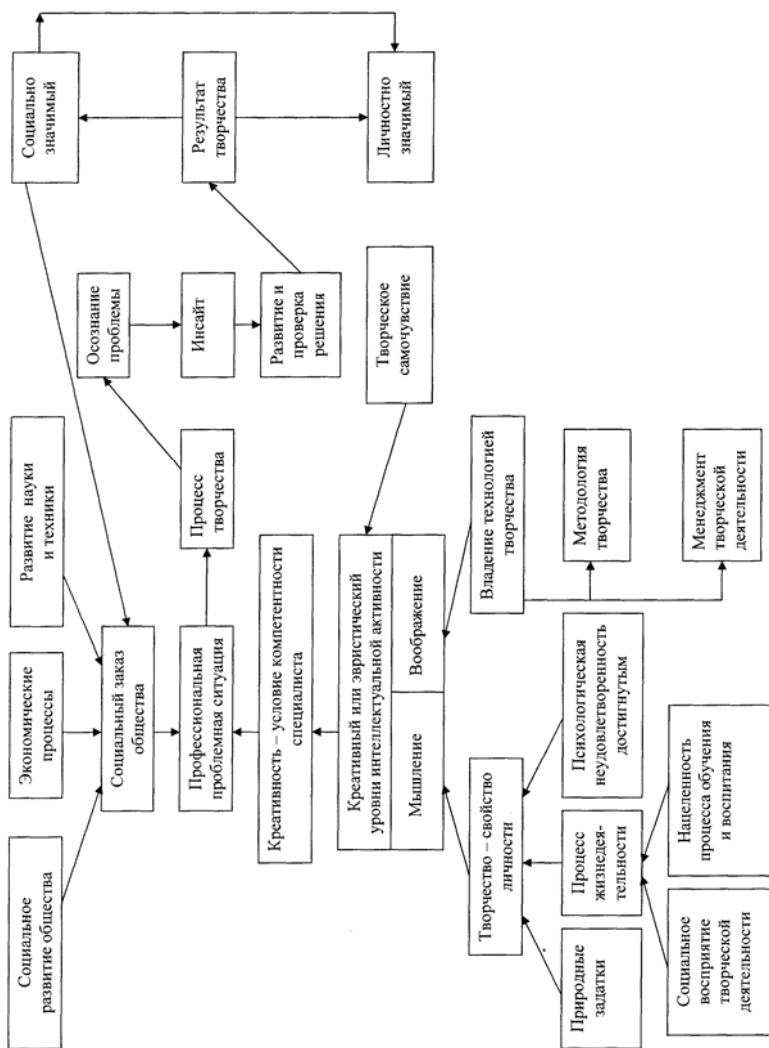 Социальное
развитие общества
Экономические
процессы
Развитие науки
и техники
Социально
значимый
Социальный заказ
общества
Осознание
проблемы
Профессиональная
проблемная ситуация
Процесс
творчества
Инсайт
Результат
творчества
Креативность – условие компетентности
специалиста
Развитие и
проверка
решения
Креативный или эвристический
уровни интеллектуальной активности
Мышление
Воображение
Творческое
самочувствие
Личностно
значимый
Творчество – свойство
личности
Владение технологией
творчества
Природные
задатки
Процесс
жизнедея-
тельности
Психологическая
неудовлетворенность
достигнутым
Методология
творчества
Социальное
восприятие
творческой
деятельности
Нацеленность
процесса обучения
и воспитания
Менеджмент
творческой
деятельности